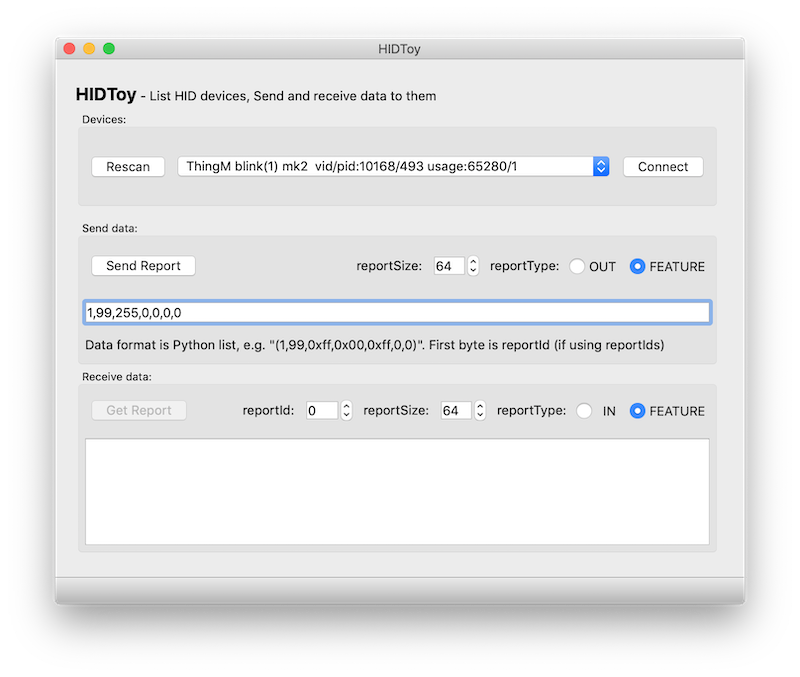 HIDToy
HIDToy - List HID devices, Send and receive data to them
Devices:
Rescan ThingM blink(1) mk2 vid/pid:10168/493 usage:65280/1 Connect
Send data:
Send Report reportSize: 64 reportType: OUT FEATURE
1,99,255,0,0,0,0
Data format is Python list, e.g. "(1,99,0xff,0x00,0xff,0,0)". First byte is reportId (if using reportIds)
Receive data:
Get Report reportId: 0 reportSize: 64 reportType: IN FEATURE